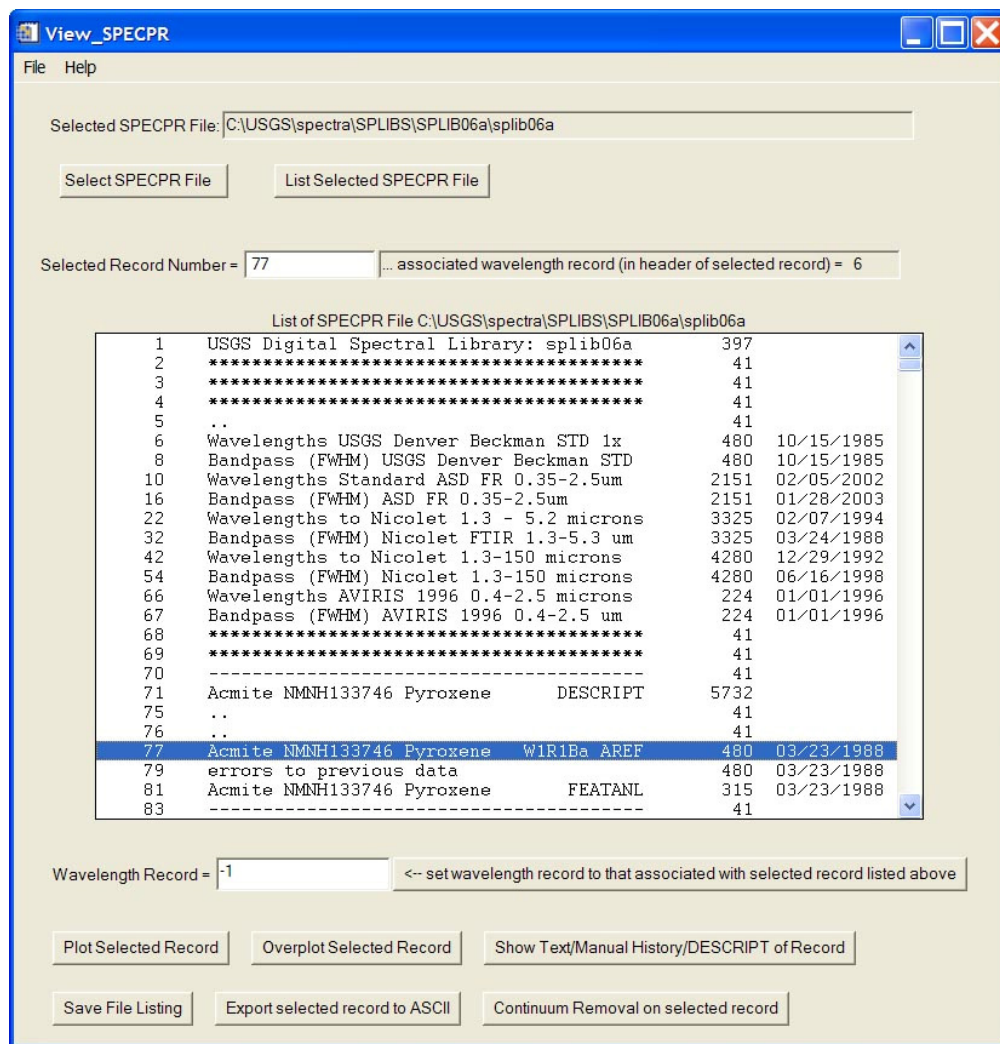 View_SPECPR
File Help
Selected SPECPR File: C:\USGS\spectra\SPLIBS\SPLIB06a\splib06a
Select SPECPR File List Selected SPECPR File
Selected Record Number = 77 ... associated wavelength record (in header of selected record) = 6
List of SPECPR File C:\USGS\spectra\SPLIBS\SPLIB06a\splib06a
1 USGS Digital Spectral Library: splib06a 397
2 **************************************** 41
3 **************************************** 41
4 **************************************** 41
5 .. 41
6 Wavelengths USGS Denver Beckman STD 1x 480 10/15/1985
8 Bandpass (FWHM) USGS Denver Beckman STD 480 10/15/1985
10 Wavelengths Standard ASD FR 0.35-2.5um 2151 02/05/2002
16 Bandpass (FWHM) ASD FR 0.35-2.5um 2151 01/28/2003
22 Wavelengths to Nicolet 1.3 - 5.2 microns 3325 02/07/1994
32 Bandpass (FWHM) Nicolet FTIR 1.3-5.3 um 3325 03/24/1988
42 Wavelengths to Nicolet 1.3-150 microns 4280 12/29/1992
54 Bandpass (FWHM) Nicolet 1.3-150 microns 4280 06/16/1998
66 Wavelengths AVIRIS 1996 0.4-2.5 microns 224 01/01/1996
67 Bandpass (FWHM) AVIRIS 1996 0.4-2.5 um 224 01/01/1996
68 **************************************** 41
69 **************************************** 41
70 ---------------------------------------- 41
71 Acmite NMNH133746 Pyroxene DESCRIPT 5732
75 .. 41
76 .. 41
77 Acmite NMNH133746 Pyroxene W1R1Ba AREF 480 03/23/1988
79 errors to previous data 480 03/23/1988
81 Acmite NMNH133746 Pyroxene FEATANL 315 03/23/1988
83 ---------------------------------------- 41
Wavelength Record = -1 <-- set wavelength record to that associated with selected record listed above
Plot Selected Record Overplot Selected Record Show Text/Manual History/DESCRIPT of Record
Save File Listing Export selected record to ASCII Continuum Removal on selected record